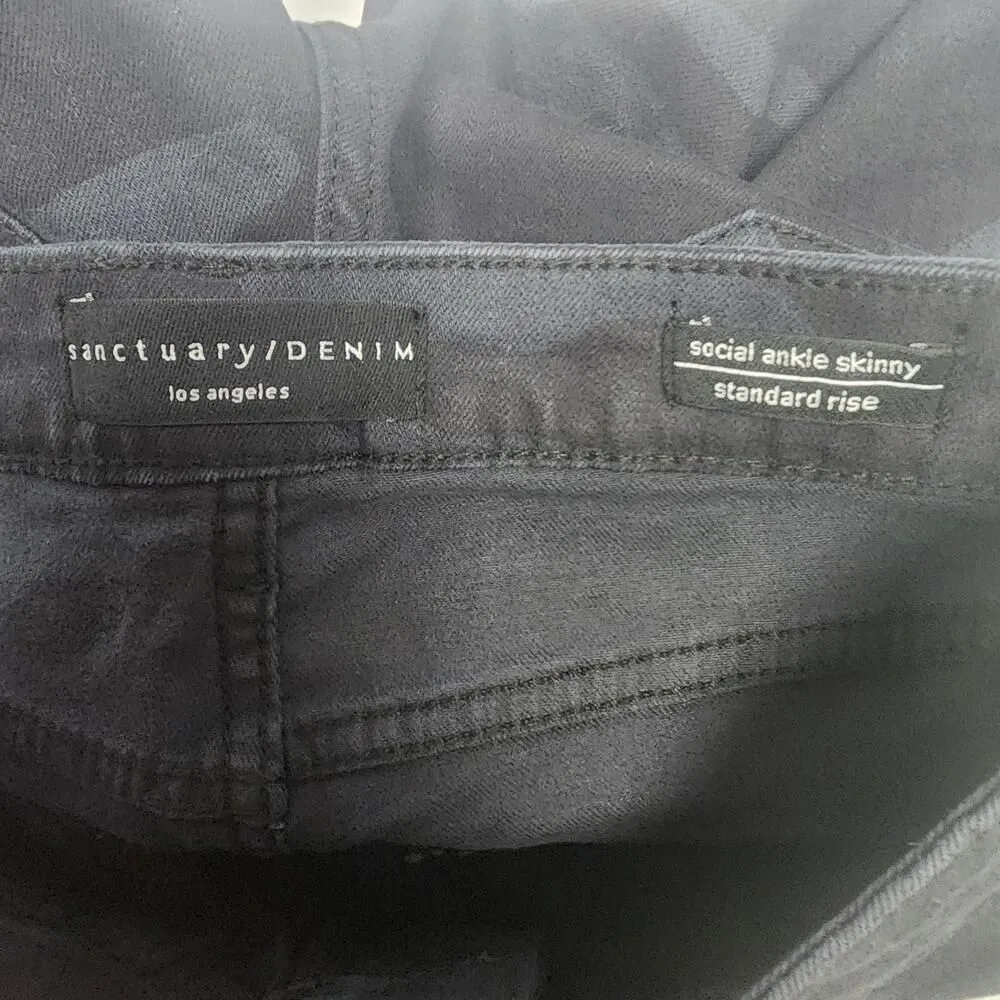 sanctuary/DENIM
los angeles
social ankle skinny
standard rise